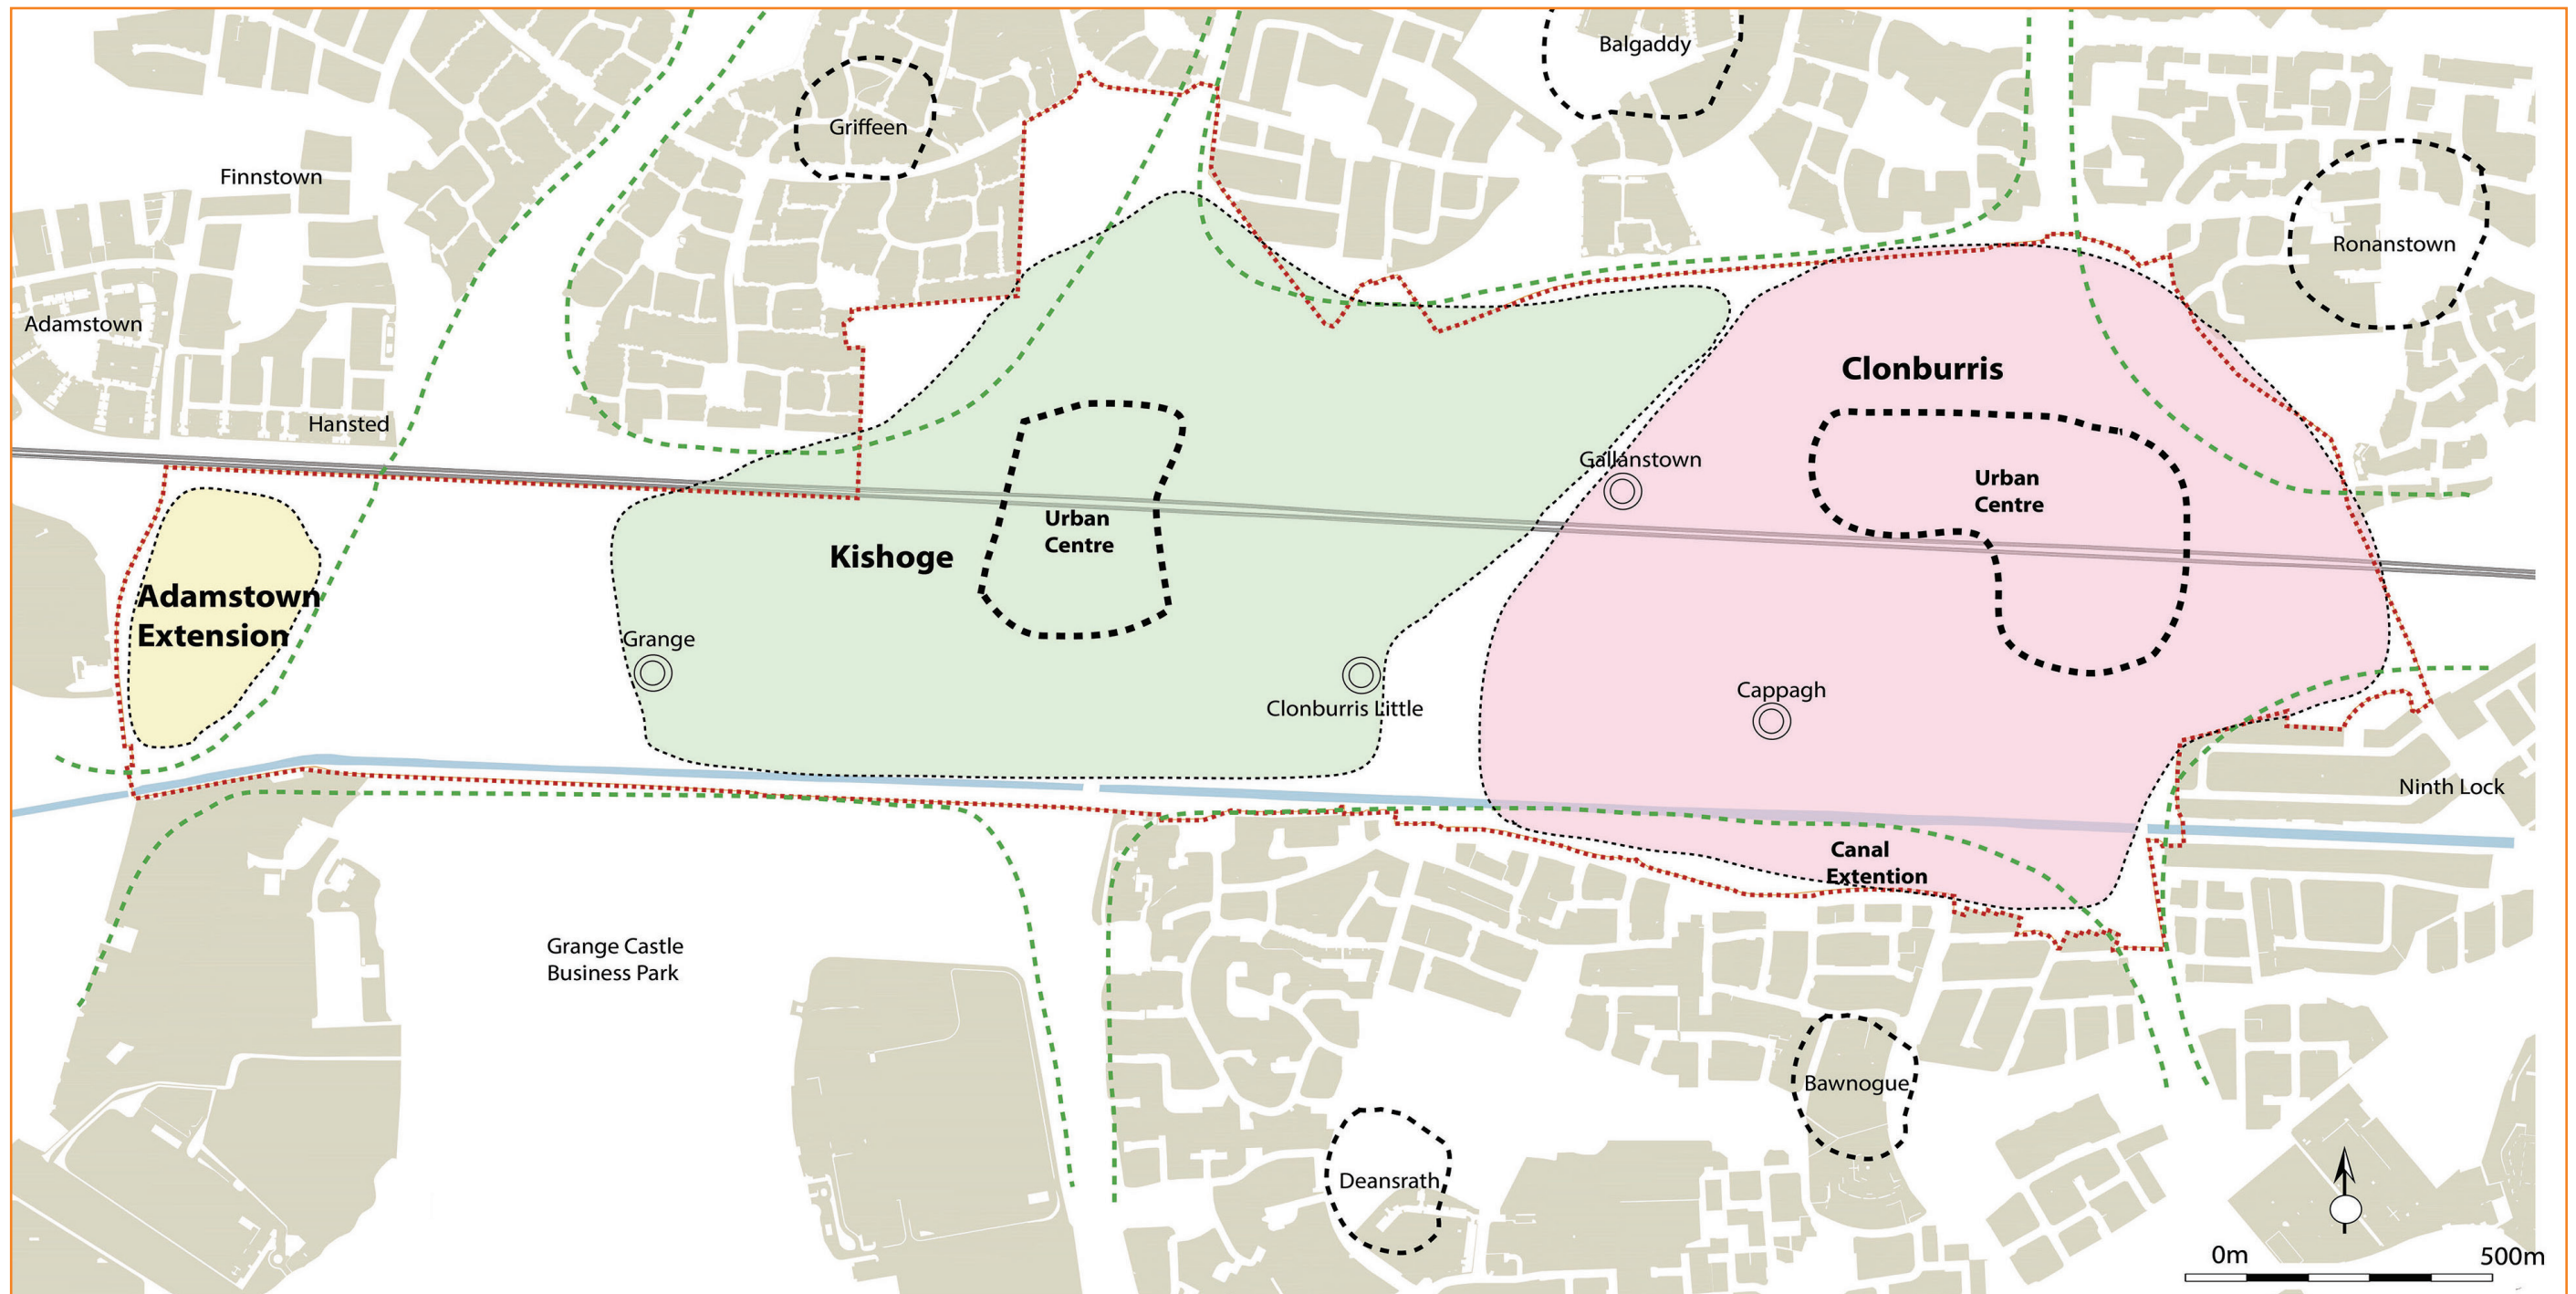 Balgaddy
Griffeen
Finnstown
Ronanstown
Adamstown
Clonburris
Hansted
Gallanstown
Urban
Centre
Urban
Centre
Kishoge
Adamstown
Extension
Grange
Cappagh
Clonburris Little
Ninth Lock
Canal
Extention
Grange Castle
Business Park
Bawnogue
Deansrath
0m 500m